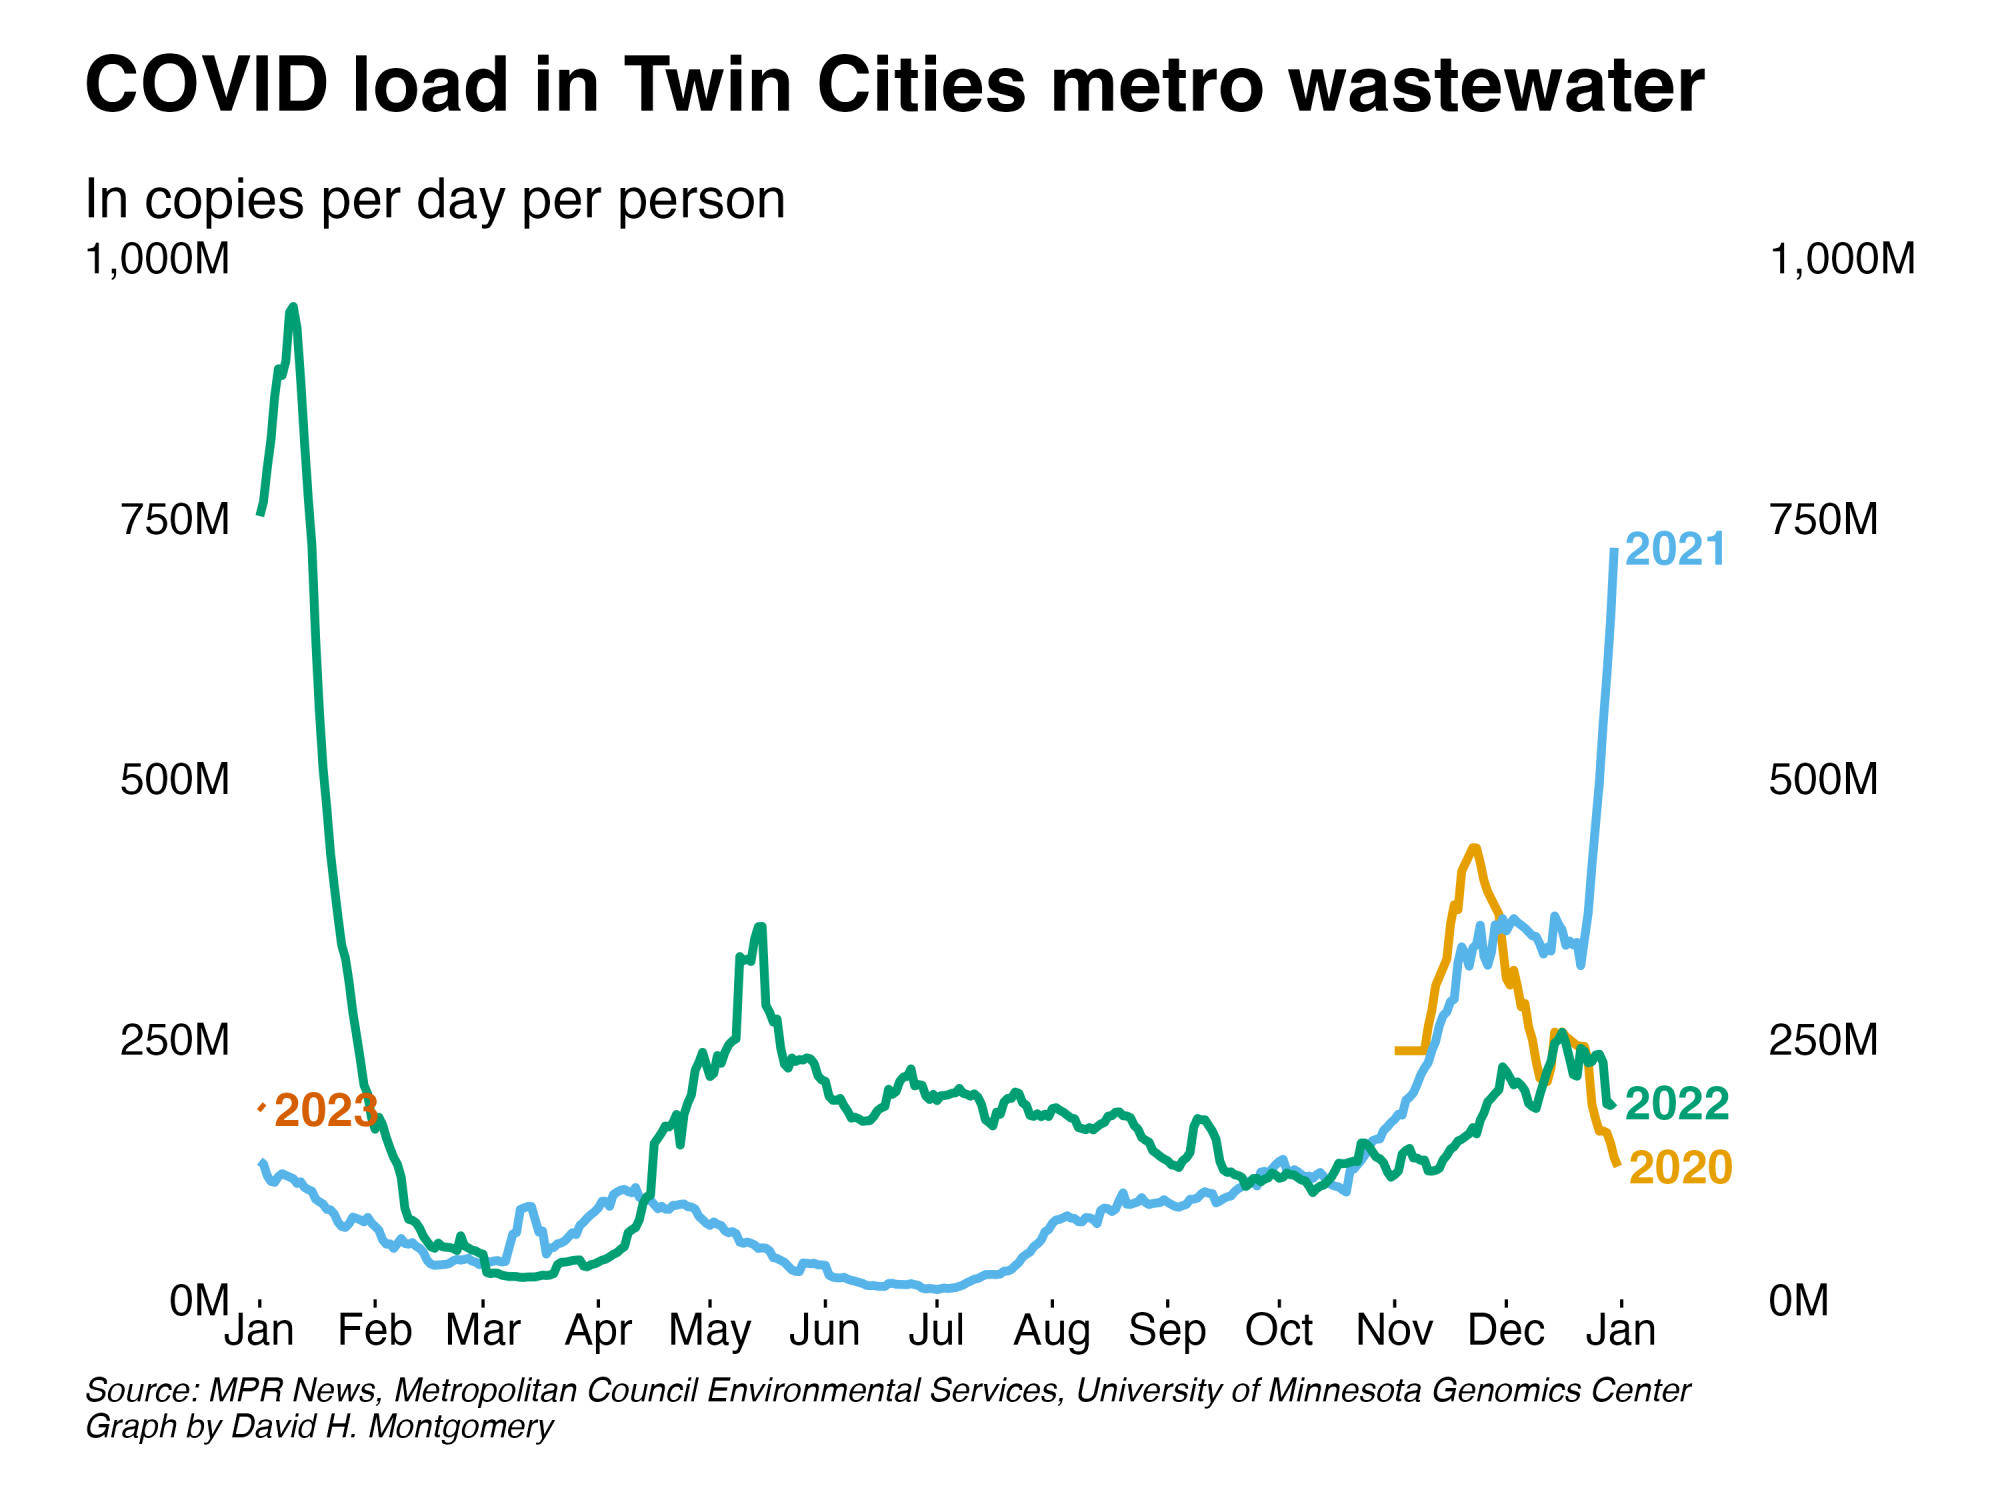 COVID load in Twin Cities metro wastewater
In copies per day per person
1,000M 1,000M
750M 750M
2021
500M 500M
250M 250M
2023 2022
2020
0M 0M
Jan Feb Mar Apr May Jun Jul Aug Sep Oct Nov Dec Jan
Source: MPR News, Metropolitan Council Environmental Services, University of Minnesota Genomics Center
Graph by David H. Montgomery